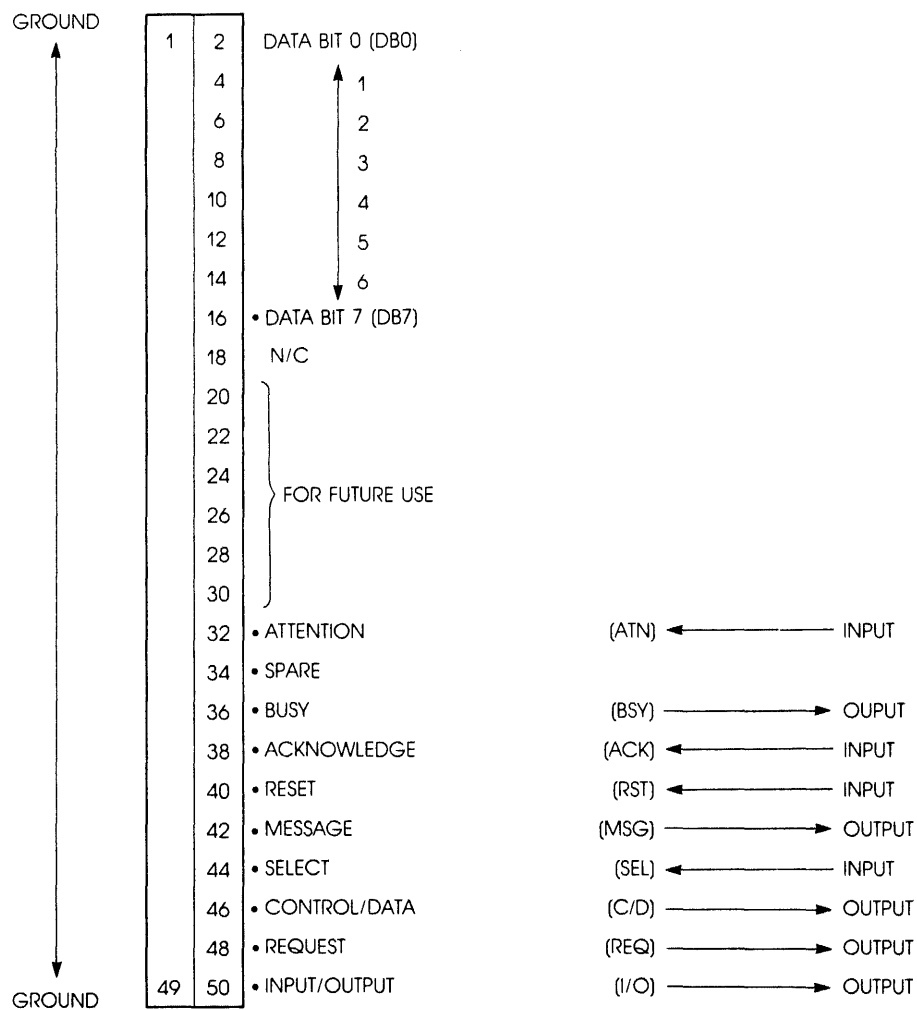 GROUND
1 2 DATA BIT 0 (DB0)
4 1
6 2
8 3
10 4
12 5
14 6
16 • DATA BIT 7 (DB7)
18 N/C
20
22
24
FOR FUTURE USE
26
28
30
32 • ATTENTION (ATN) INPUT
34 • SPARE
36 • BUSY (BSY) OUPUT
38 • ACKNOWLEDGE (ACK) INPUT
40 • RESET (RST) INPUT
42 • MESSAGE (MSG) OUTPUT
44 • SELECT (SEL) INPUT
46 • CONTROL/DATA (C/D) OUTPUT
48 • REQUEST (REQ) OUTPUT
49 50 • INPUT/OUTPUT (I/O) OUTPUT
GROUND